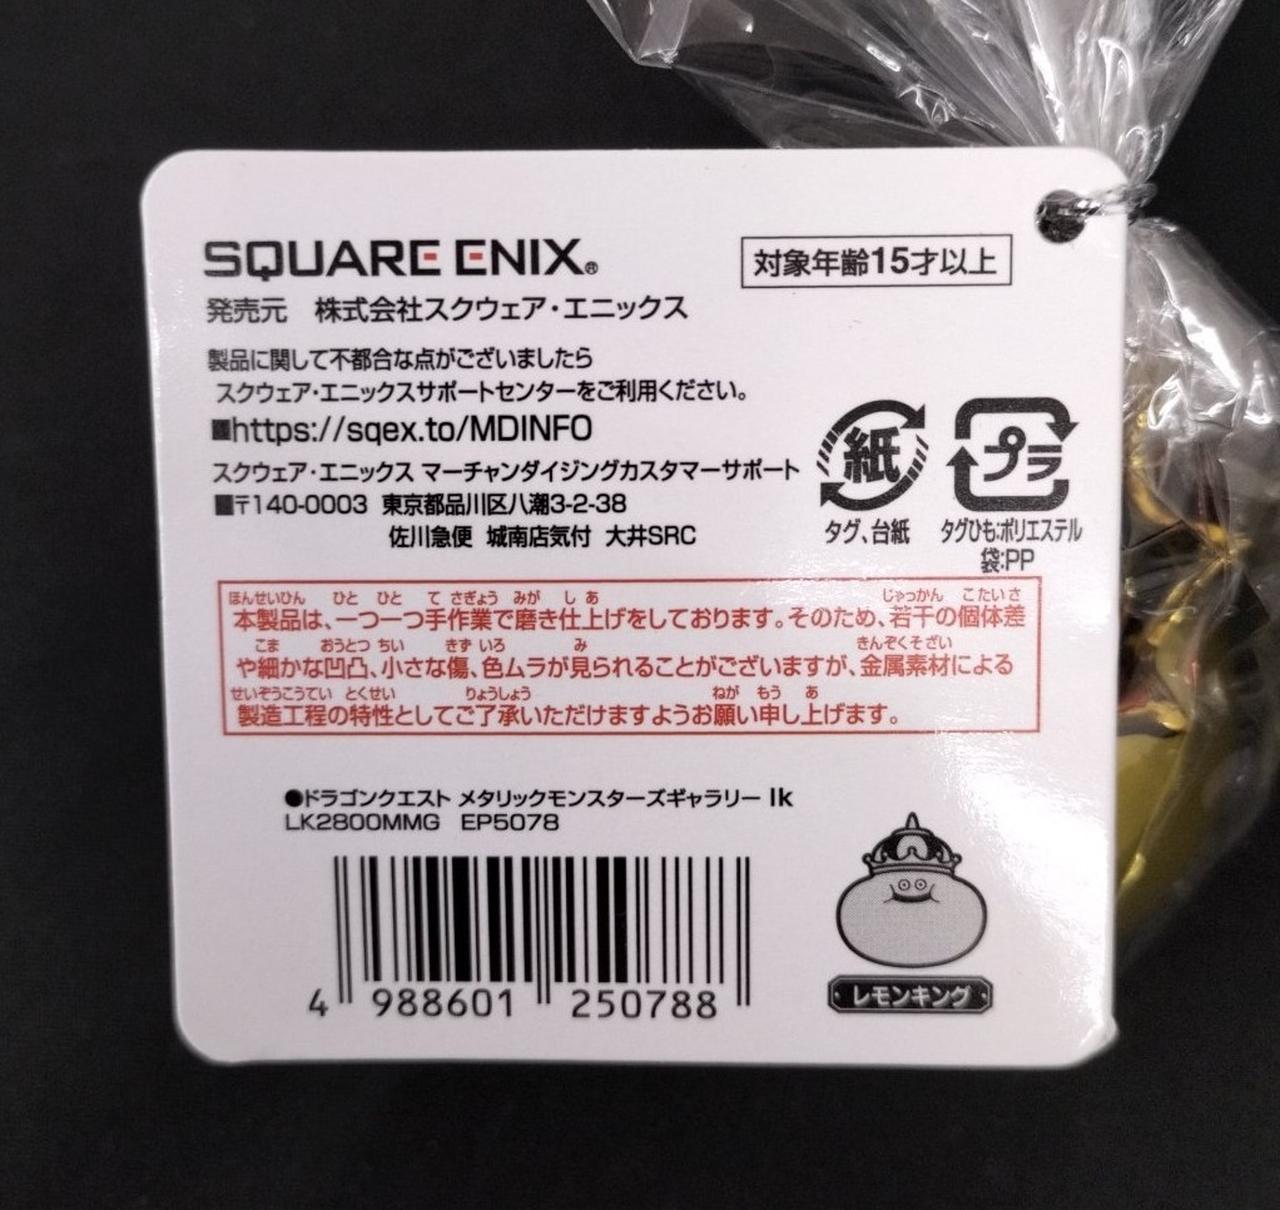 SQUARE ENIX®
対象年齢15才以上
発売元 株式会社スクウェア・エニックス
製品に関して不都合な点がございましたら
スクウェア・エニックスサポートセンターをご利用ください。
■https://sqex.to/MDINFO
スクウェア・エニックス マーチャンダイジングカスタマーサポート
■〒140-0003 東京都品川区八潮3-2-38
佐川急便 城南店気付 大井SRC
紙
タグ、台紙
プラ
タグひも:ポリエステル
袋:PP
ほんせいひん ひと ひと て さぎょう みが し あ じゃっかん こたいさ
本製品は、一つ一つ手作業で磨き仕上げをしております。そのため、若干の個体差
こま おうとつ ちい きず いろ み きんぞくそざい
や細かな凹凸、小さな傷、色ムラが見られることがございますが、金属素材による
せいぞうこうてい とくせい りょうしょう ねが もう あ
製造工程の特性としてご了承いただけますようお願い申し上げます。
●ドラゴンクエスト メタリックモンスターズギャラリー lk
LK2800MMG EP5078
4 988601 250788
レモンキング